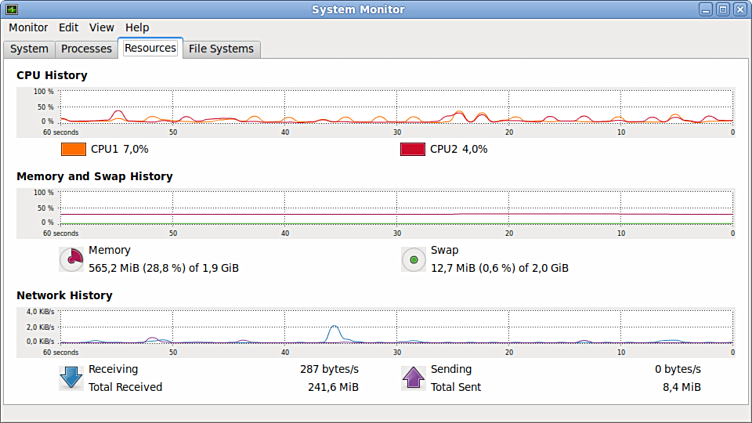 System Monitor
Monitor Edit View Help
System Processes Resources File Systems
CPU History
100 %
50 %
0 %
60 seconds 50 40 30 20 10 0
CPU1 7,0% CPU2 4,0%
Memory and Swap History
100 %
50 %
0 %
60 seconds 50 40 30 20 10 0
Memory Swap
565,2 MiB (28,8 %) of 1,9 GiB 12,7 MiB (0,6 %) of 2,0 GiB
Network History
4,0 KiB/s
2,0 KiB/s
0,0 KiB/s
60 seconds 50 40 30 20 10 0
Receiving 287 bytes/s Sending 0 bytes/s
Total Received 241,6 MiB Total Sent 8,4 MiB